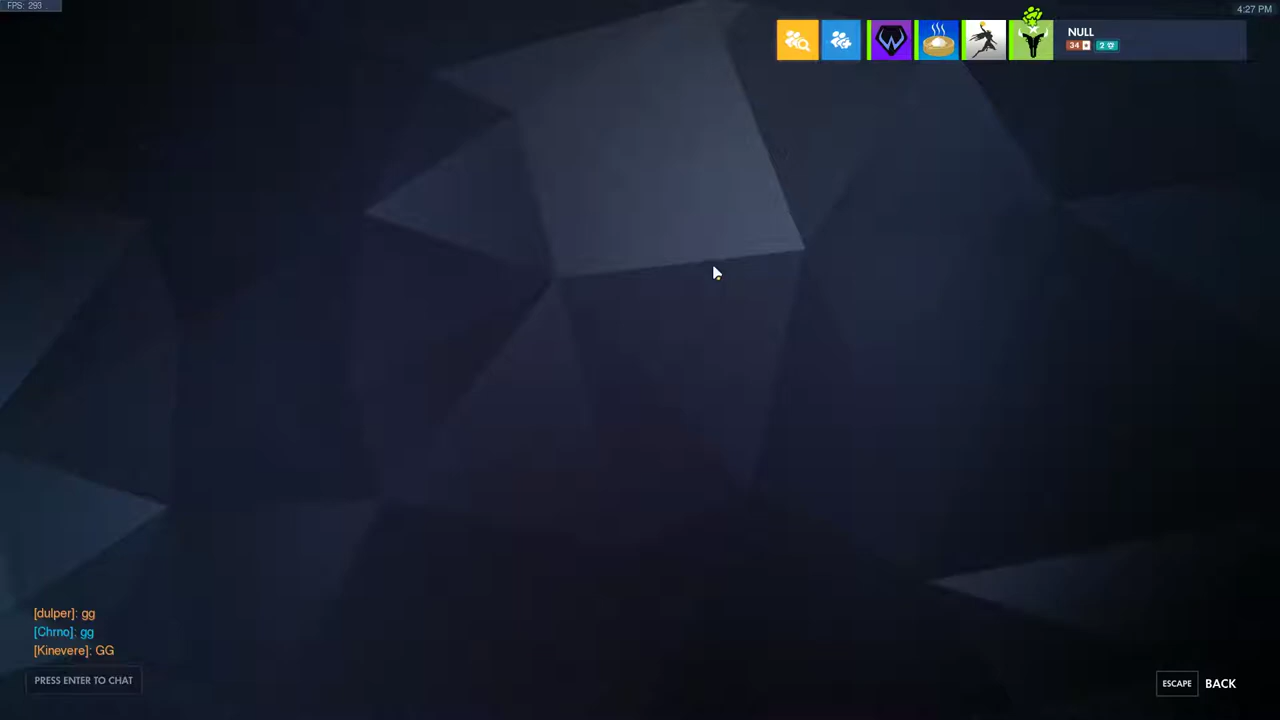 FPS: 293
4:27 PM
NULL
34
2
[dulper]: gg
[Chrno]: gg
[Kinevere]: GG
PRESS ENTER TO CHAT
ESCAPE BACK